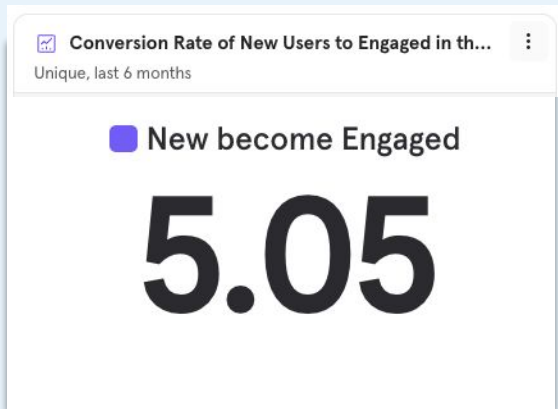 Conversion Rate of New Users to Engaged in th...
Unique, last 6 months
New become Engaged
5.05